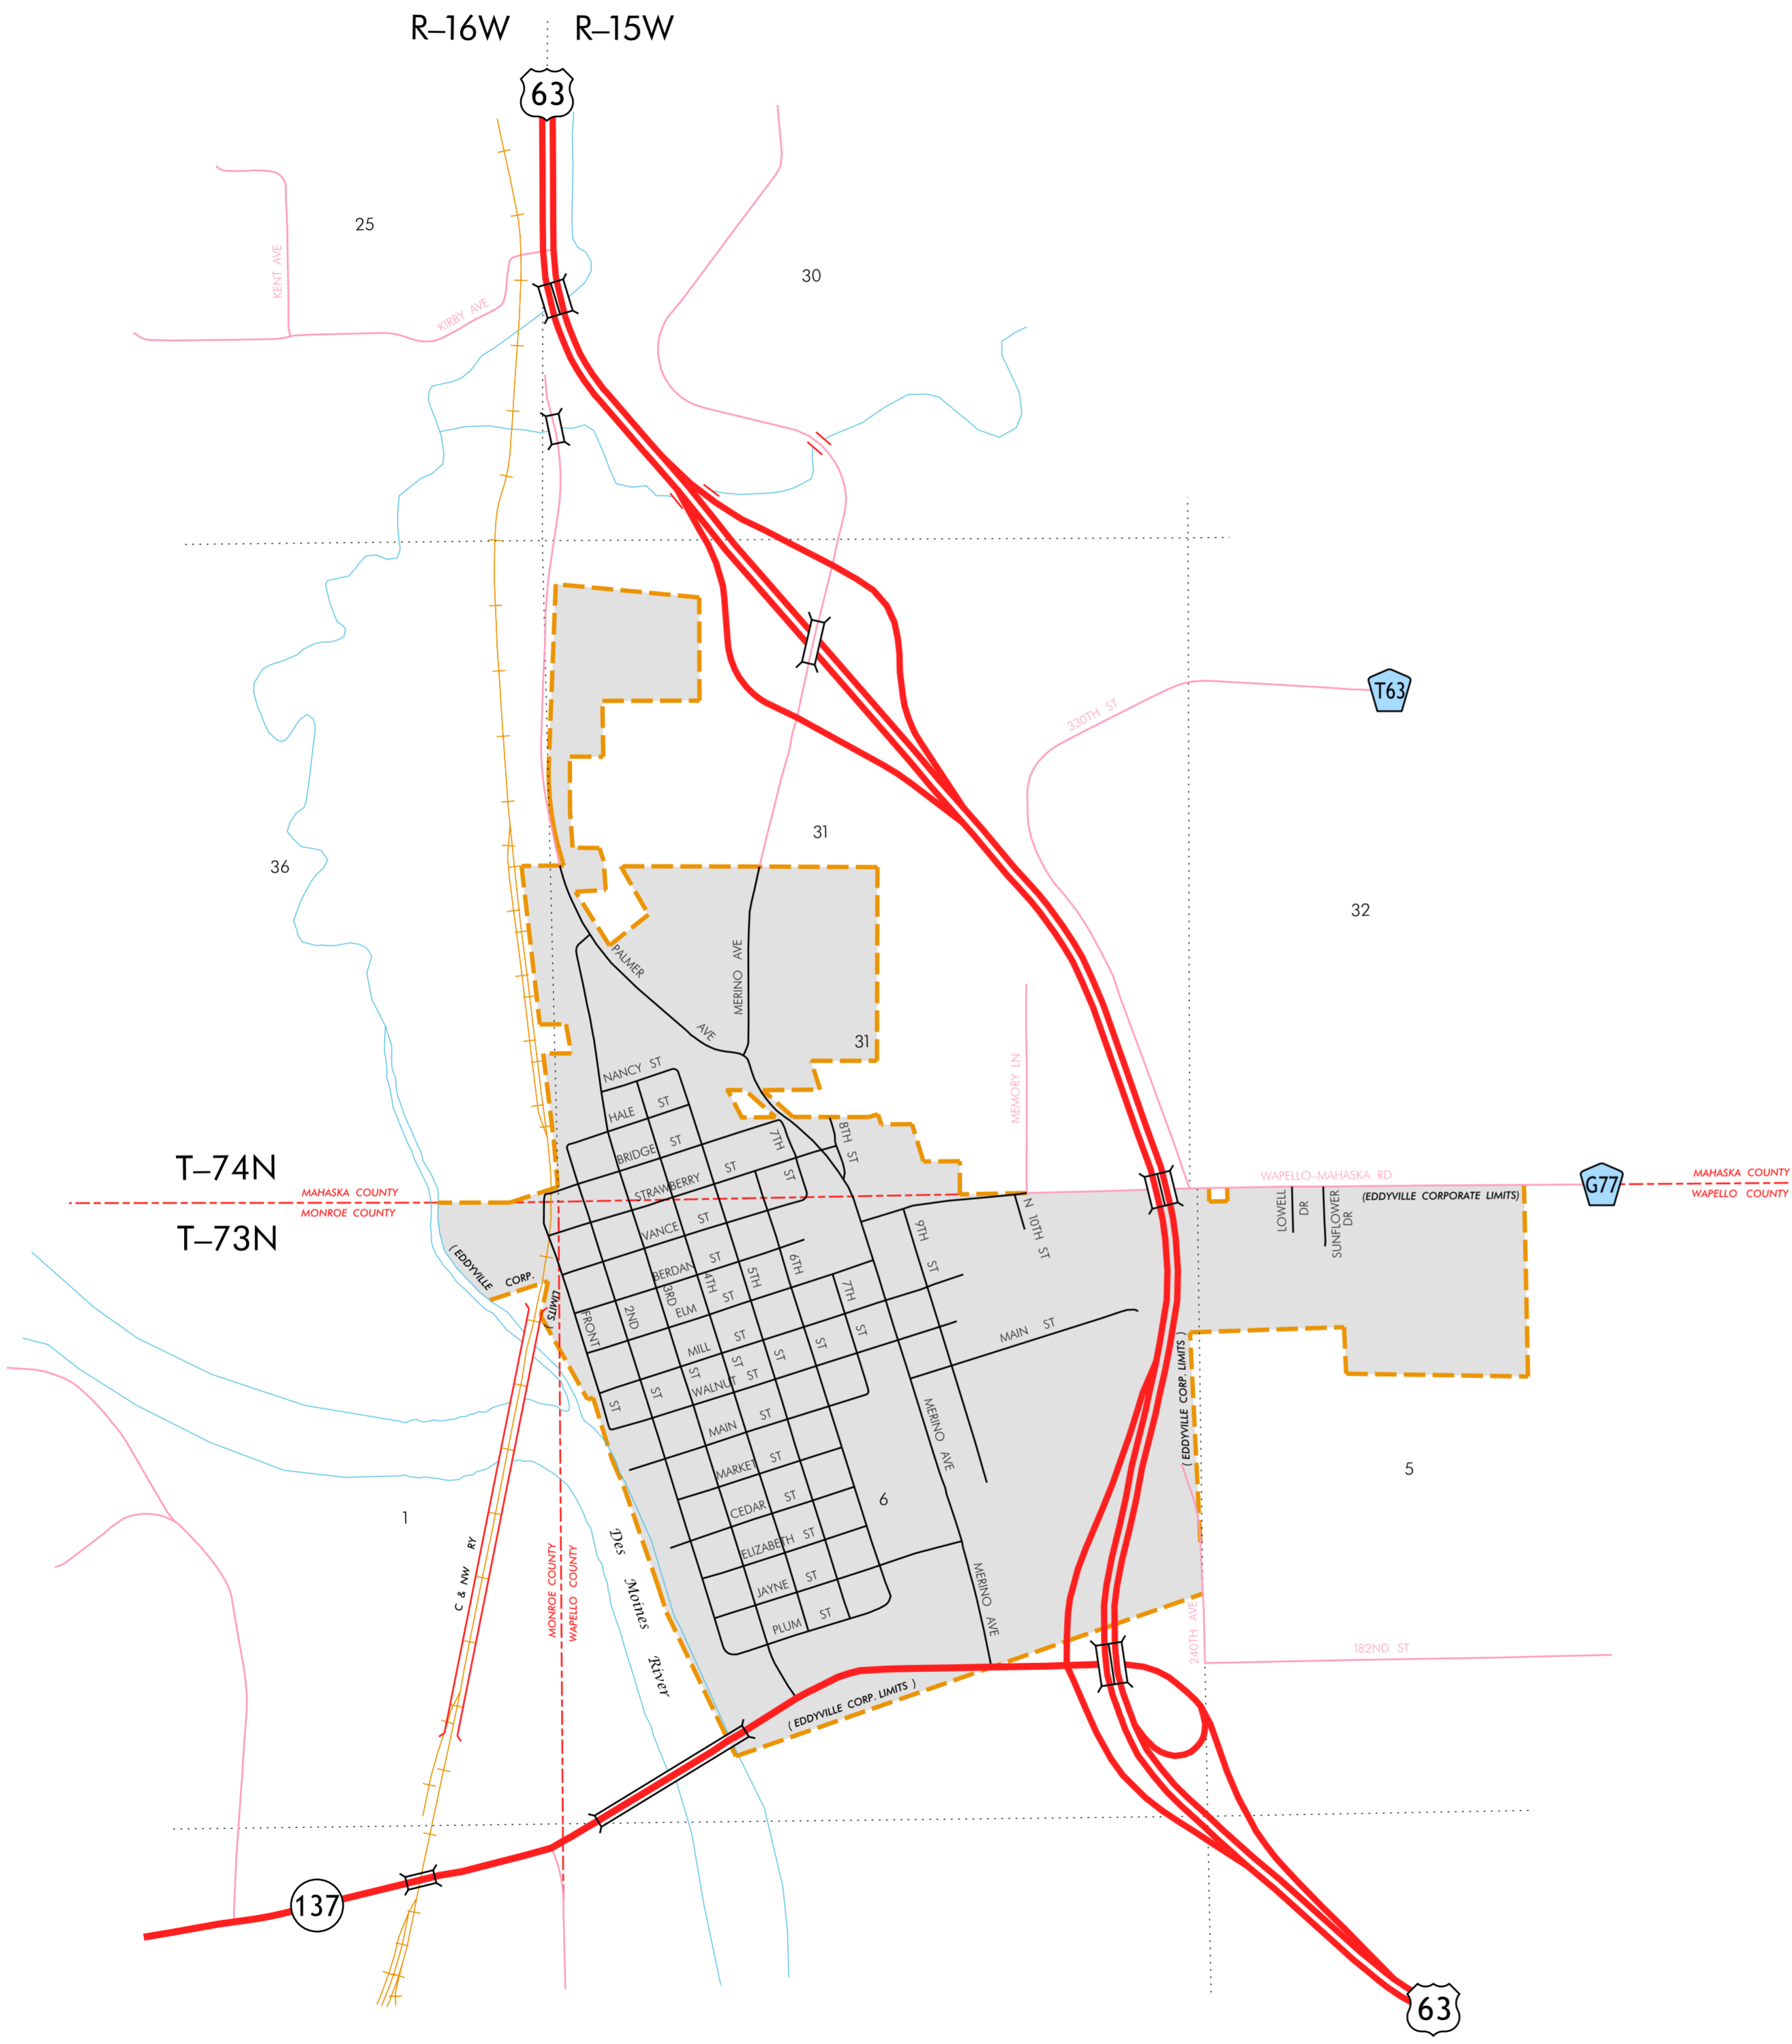 R–16W R–15W
63
25
30
KENT AVE
KIRBY AVE
T63
330TH ST
31
36
32
PALMER AVE
MERINO AVE
31
NANCY ST
HALE ST
MEMORY LN
BRIDGE ST
7TH ST
8TH ST
STRAWBERRY ST
T–74N
MAHASKA COUNTY
MONROE COUNTY
T–73N
WAPELLO–MAHASKA RD
G77
MAHASKA COUNTY
WAPELLO COUNTY
(EDDYVILLE CORPORATE LIMITS)
LOWELL DR
SUNFLOWER DR
N 10TH ST
9TH ST
VANCE ST
BERDAN ST
ELM ST
( EDDYVILLE CORP. LIMITS )
FRONT ST
2ND ST
3RD ST
4TH ST
5TH ST
6TH ST
7TH ST
MILL ST
WALNUT ST
MAIN ST
MAIN ST
MARKET ST
CEDAR ST
ELIZABETH ST
JAYNE ST
PLUM ST
MERINO AVE
MERINO AVE
( EDDYVILLE CORP. LIMITS )
5
6
1
C & NW RY
MONROE COUNTY
WAPELLO COUNTY
Des Moines River
240TH AVE
182ND ST
( EDDYVILLE CORP. LIMITS )
137
63